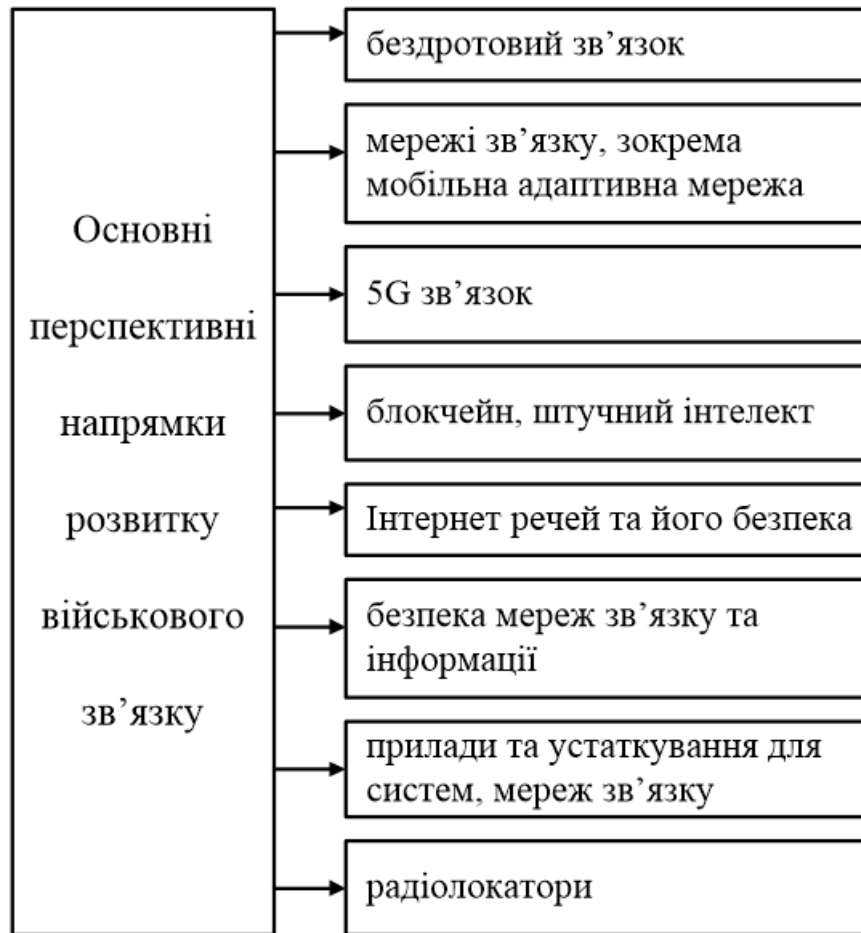 Основні
перспективні
напрямки
розвитку
військового
зв’язку
бездротовий зв’язок
мережі зв’язку, зокрема
мобільна адаптивна мережа
5G зв’язок
блокчейн, штучний інтелект
Інтернет речей та його безпека
безпека мереж зв’язку та
інформації
прилади та устаткування для
систем, мереж зв’язку
радіолокатори